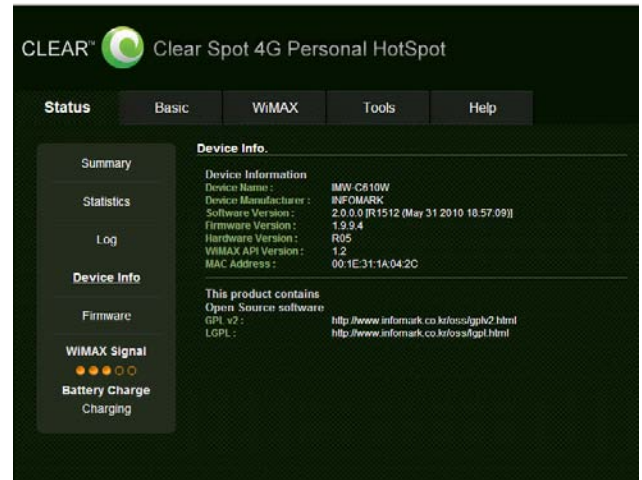 CLEAR™ Clear Spot 4G Personal HotSpot
Status Basic WiMAX Tools Help
Summary
Statistics
Log
Device Info
Firmware
WiMAX Signal
Battery Charge
Charging
Device Info.
Device Information
Device Name : IMW-C610W
Device Manufacturer : INFOMARK
Software Version : 2.0.0.0 [R1512 (May 31 2010 18:57:09)]
Firmware Version : 1.9.9.4
Hardware Version : R05
WiMAX API Version : 1.2
MAC Address : 00:1E:31:1A:04:2C
This product contains
Open Source software
GPL v2 : http://www.infomark.co.kr/oss/gplv2.html
LGPL : http://www.infomark.co.kr/oss/lgpl.html